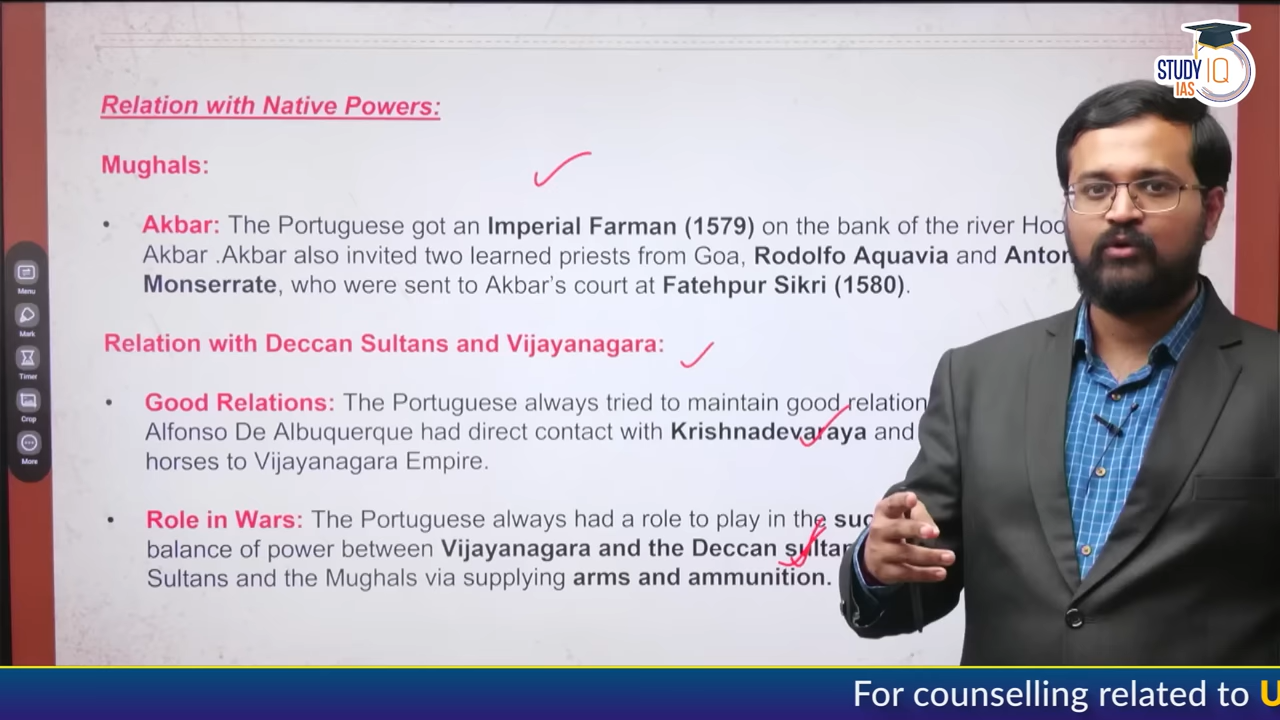 STUDY IQ
IAS
Relation with Native Powers:
Mughals:
• Akbar: The Portuguese got an Imperial Farman (1579) on the bank of the river
Akbar .Akbar also invited two learned priests from Goa, Rodolfo Aquavia and
Monserrate, who were sent to Akbar’s court at Fatehpur Sikri (1580).
Relation with Deccan Sultans and Vijayanagara:
• Good Relations: The Portuguese always tried to maintain good relation
Alfonso De Albuquerque had direct contact with Krishnadevaraya and
horses to Vijayanagara Empire.
• Role in Wars: The Portuguese always had a role to play in the
balance of power between Vijayanagara and the Deccan
Sultans and the Mughals via supplying arms and ammunition.
Menu
Mark
Timer
Crop
More
For counselling related to